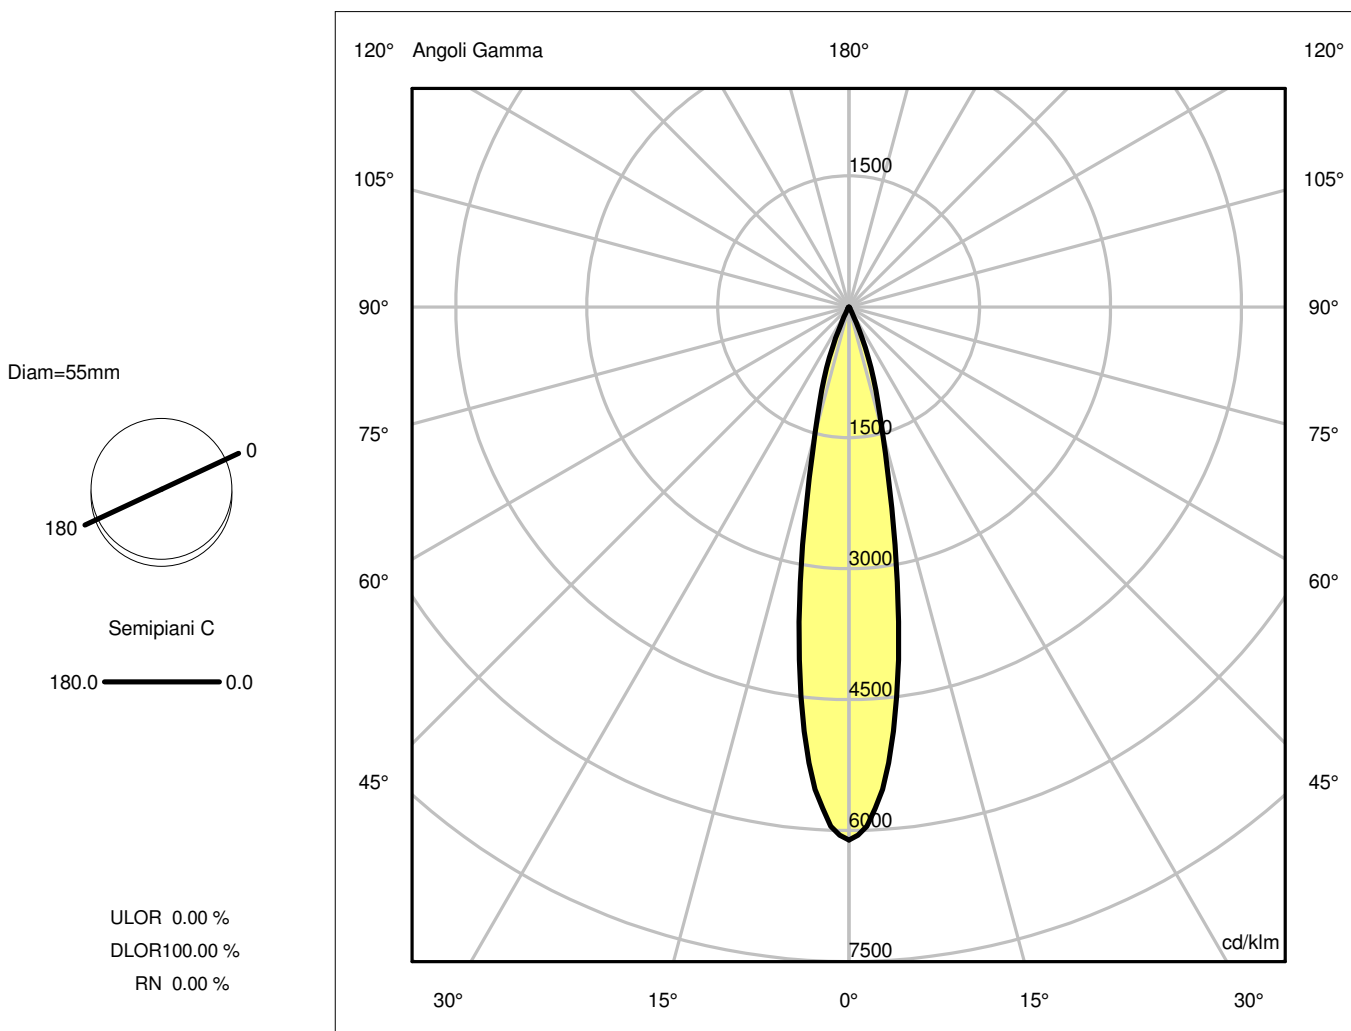 120° Angoli Gamma 180° 120°
1500
105° 105°
90° 90°
Diam=55mm
0
180
1500
75° 75°
3000
60° 60°
Semipiani C
180.0 0.0
4500
45° 45°
6000
ULOR 0.00 %
DLOR100.00 %
RN 0.00 %
cd/klm
7500
30° 15° 0° 15° 30°